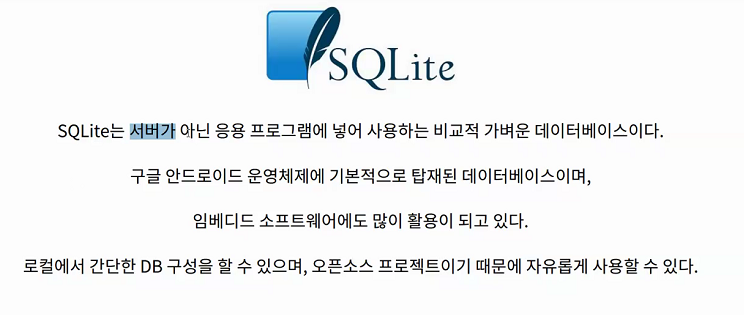 SQLite
SQLite는 서버가 아닌 응용 프로그램에 넣어 사용하는 비교적 가벼운 데이터베이스이다.
구글 안드로이드 운영체제에 기본적으로 탑재된 데이터베이스이며,
임베디드 소프트웨어에도 많이 활용이 되고 있다.
로컬에서 간단한 DB 구성을 할 수 있으며, 오픈소스 프로젝트이기 때문에 자유롭게 사용할 수 있다.